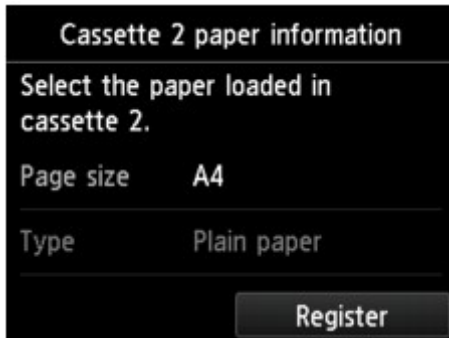 Cassette 2 paper information
Select the paper loaded in
cassette 2.
Page size A4
Type Plain paper
Register